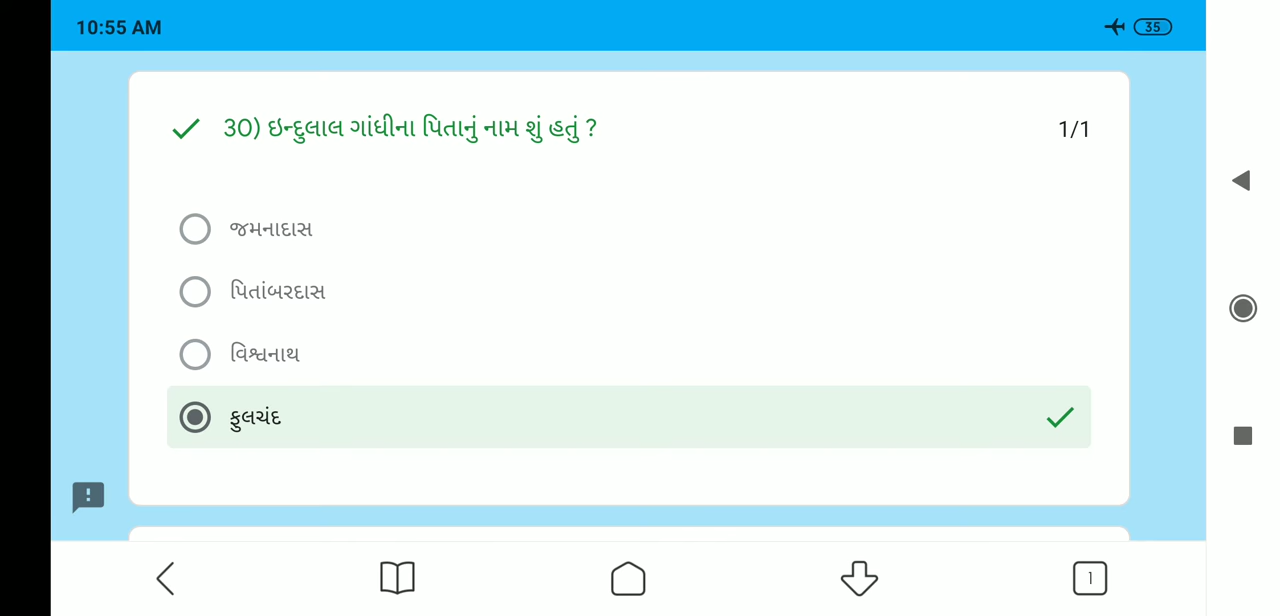 10:55 AM
35
30) ઇન્દુલાલ ગાંધીના પિતાનું નામ શું હતું ?
1/1
જમનાદાસ
પિતાંબરદાસ
વિશ્વનાથ
ફુલચંદ
1